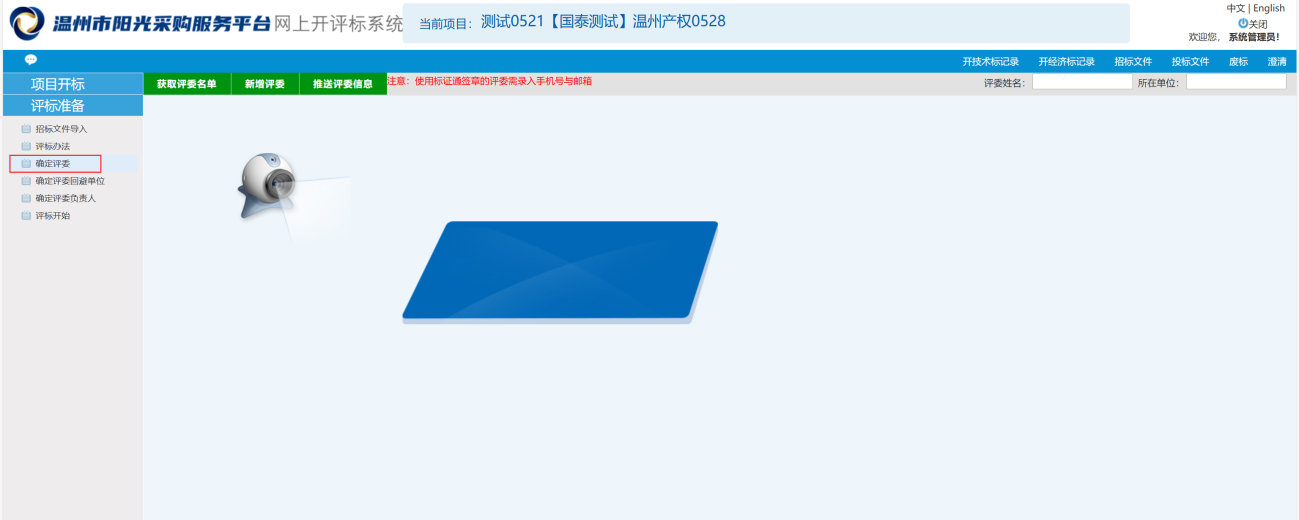 中文 | English
温州市阳光采购服务平台 网上开评标系统 当前项目: 测试0521【国泰测试】温州产权0528
关闭
欢迎您, 系统管理员!
开技术标记录 开经济标记录 招标文件 投标文件 废标 澄清
项目开标 获取评委名单 新增评委 推送评委信息 注意: 使用标证通签章的评委需录入手机号与邮箱 评委姓名: 所在单位:
评标准备
招标文件导入
评标办法
确定评委
确定评委回避单位
确定评委负责人
评标开始